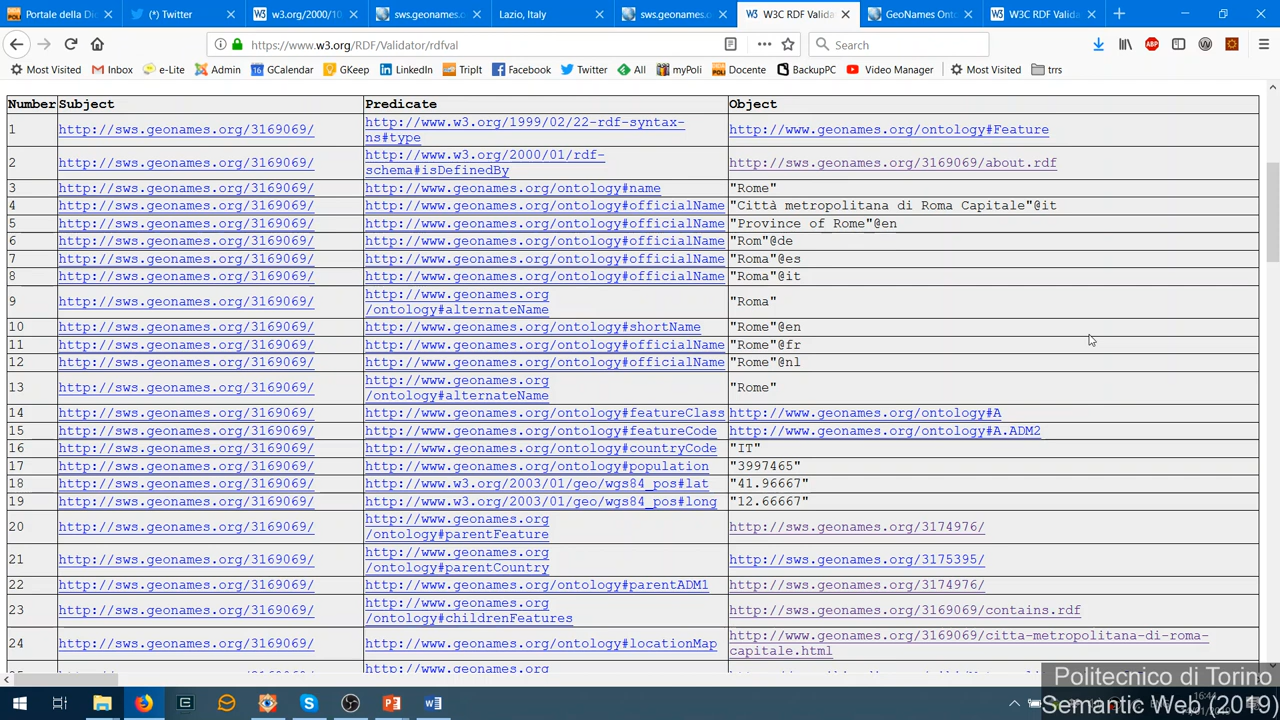 Portale della Di
(*) Twitter
w3.org/2000/10
sws.geonames.o
Lazio, Italy
sws.geonames.o
W3C RDF Valida
GeoNames Ont
W3C RDF Valida
https://www.w3.org/RDF/Validator/rdfval
Search
Most Visited Inbox e-Lite Admin GCalendar GKeep LinkedIn TripIt Facebook Twitter All myPoli Docente BackupPC Video Manager Most Visited trrs
Number Subject Predicate Object
1 http://sws.geonames.org/3169069/ http://www.w3.org/1999/02/22-rdf-syntax- http://www.geonames.org/ontology#Feature
ns#type
2 http://sws.geonames.org/3169069/ http://www.w3.org/2000/01/rdf- http://sws.geonames.org/3169069/about.rdf
schema#isDefinedBy
3 http://sws.geonames.org/3169069/ http://www.geonames.org/ontology#name "Rome"
4 http://sws.geonames.org/3169069/ http://www.geonames.org/ontology#officialName "Città metropolitana di Roma Capitale"@it
5 http://sws.geonames.org/3169069/ http://www.geonames.org/ontology#officialName "Province of Rome"@en
6 http://sws.geonames.org/3169069/ http://www.geonames.org/ontology#officialName "Rom"@de
7 http://sws.geonames.org/3169069/ http://www.geonames.org/ontology#officialName "Roma"@es
8 http://sws.geonames.org/3169069/ http://www.geonames.org/ontology#officialName "Roma"@it
9 http://sws.geonames.org/3169069/ http://www.geonames.org "Roma"
/ontology#alternateName
10 http://sws.geonames.org/3169069/ http://www.geonames.org/ontology#shortName "Rome"@en
11 http://sws.geonames.org/3169069/ http://www.geonames.org/ontology#officialName "Rome"@fr
12 http://sws.geonames.org/3169069/ http://www.geonames.org/ontology#officialName "Rome"@nl
13 http://sws.geonames.org/3169069/ http://www.geonames.org "Rome"
/ontology#alternateName
14 http://sws.geonames.org/3169069/ http://www.geonames.org/ontology#featureClass http://www.geonames.org/ontology#A
15 http://sws.geonames.org/3169069/ http://www.geonames.org/ontology#featureCode http://www.geonames.org/ontology#A.ADM2
16 http://sws.geonames.org/3169069/ http://www.geonames.org/ontology#countryCode "IT"
17 http://sws.geonames.org/3169069/ http://www.geonames.org/ontology#population "3997465"
18 http://sws.geonames.org/3169069/ http://www.w3.org/2003/01/geo/wgs84_pos#lat "41.96667"
19 http://sws.geonames.org/3169069/ http://www.w3.org/2003/01/geo/wgs84_pos#long "12.66667"
20 http://sws.geonames.org/3169069/ http://www.geonames.org http://sws.geonames.org/3174976/
/ontology#parentFeature
21 http://sws.geonames.org/3169069/ http://www.geonames.org http://sws.geonames.org/3175395/
/ontology#parentCountry
22 http://sws.geonames.org/3169069/ http://www.geonames.org/ontology#parentADM1 http://sws.geonames.org/3174976/
23 http://sws.geonames.org/3169069/ http://www.geonames.org http://sws.geonames.org/3169069/contains.rdf
/ontology#childrenFeatures
24 http://sws.geonames.org/3169069/ http://www.geonames.org/ontology#locationMap http://www.geonames.org/3169069/citta-metropolitana-di-roma-
capitale.html
http://www.geonames.org
Politecnico di Torino
Semantic Web (2019)